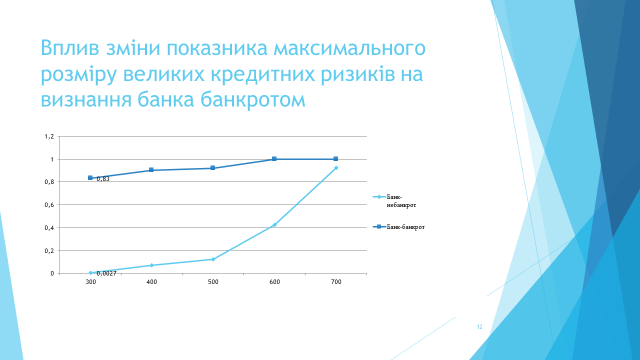 Вплив зміни показника максимального
розміру великих кредитних ризиків на
визнання банка банкротом
1,2
1
0,8
0,6
0,4
0,2
0
0,83
0,0027
300 400 500 600 700
Банк-
небанкрот
Банк-банкрот
12